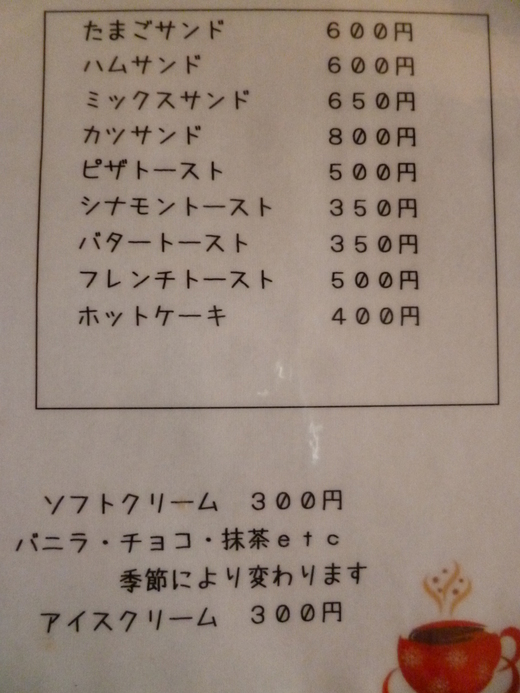 たまごサンド　６００円
ハムサンド　６００円
ミックスサンド　６５０円
カツサンド　８００円
ピザトースト　５００円
シナモントースト　３５０円
バタートースト　３５０円
フレンチトースト　５００円
ホットケーキ　４００円
ソフトクリーム　３００円
バニラ・チョコ・抹茶ｅｔｃ
季節により変わります
アイスクリーム　３００円